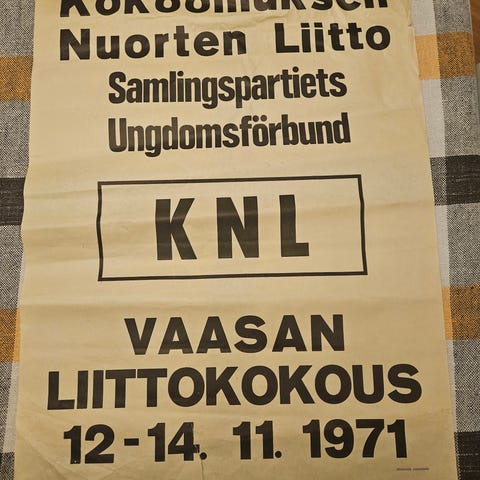 Kokoomuksen
Nuorten Liitto
Samlingspartiets
Ungdomsförbund
KNL
VAASAN
LIITTOKOKOUS
12-14. 11. 1971